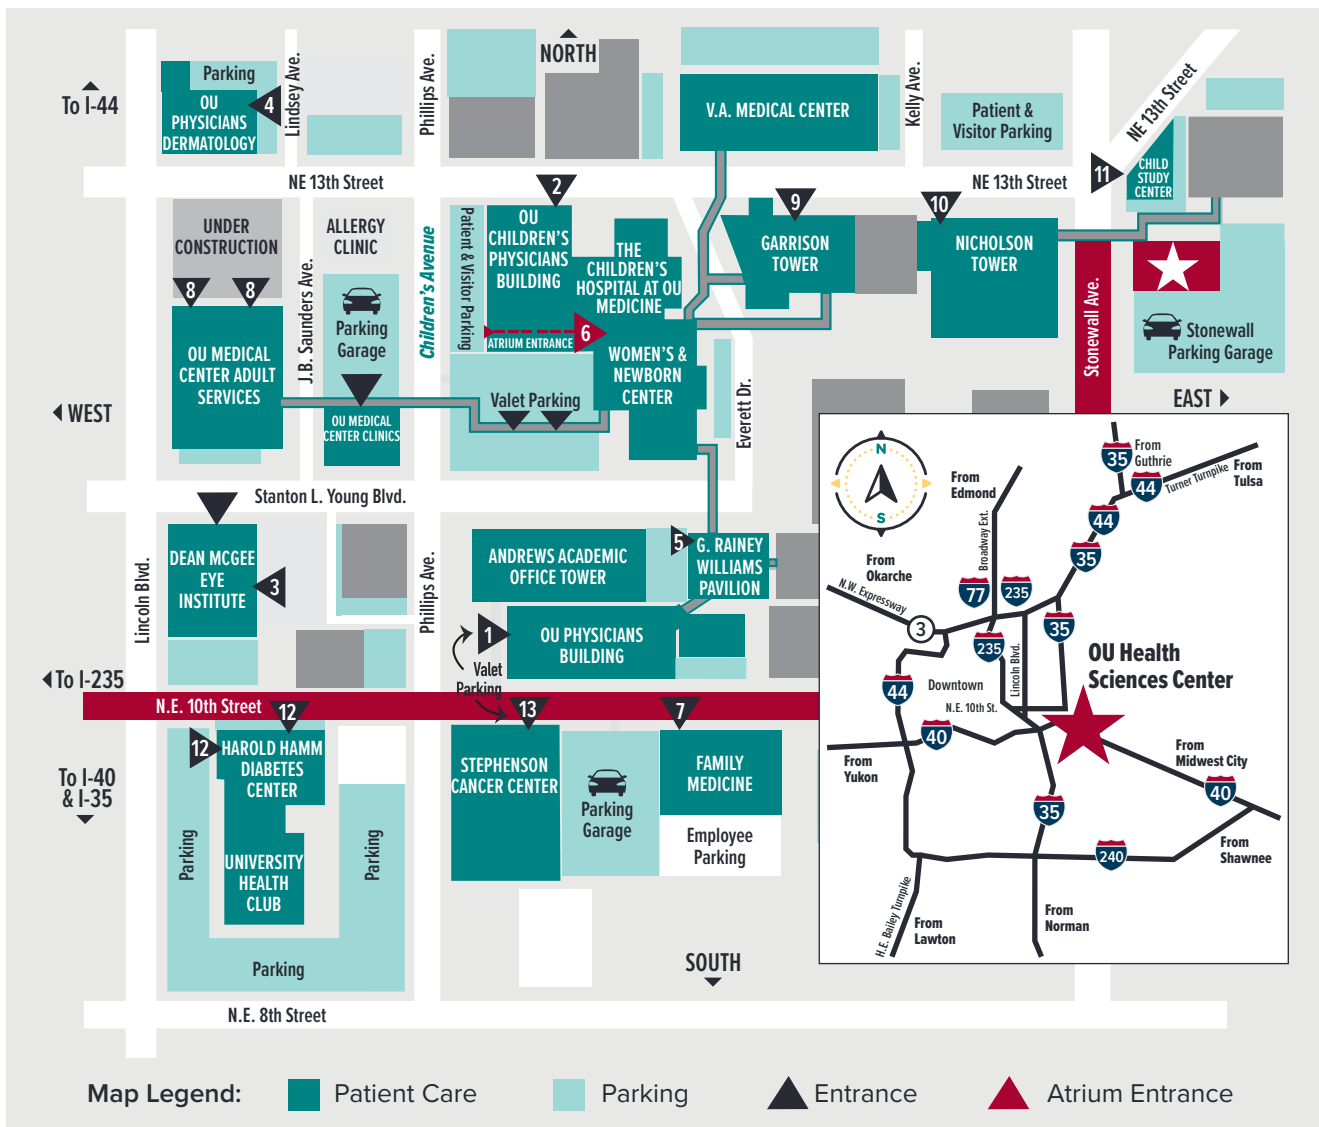 NORTH
To I-44
Parking
OU
PHYSICIANS
DERMATOLOGY
4
Lindsey Ave.
Phillips Ave.
V.A. MEDICAL CENTER
Kelly Ave.
Patient &
Visitor Parking
NE 13th Street
11
CHILD
STUDY
CENTER
NE 13th Street
NE 13th Street
2
9
10
UNDER
CONSTRUCTION
8
8
ALLERGY
CLINIC
J.B. Saunders Ave.
Parking
Garage
Children's Avenue
Patient & Visitor Parking
OU
CHILDREN'S
PHYSICIANS
BUILDING
THE
CHILDREN'S
HOSPITAL AT OU
MEDICINE
ATRIUM ENTRANCE
6
GARRISON
TOWER
NICHOLSON
TOWER
Stonewall Ave.
Stonewall
Parking Garage
OU MEDICAL
CENTER ADULT
SERVICES
WOMEN'S &
NEWBORN
CENTER
Everett Dr.
WEST
EAST
OU MEDICAL
CENTER CLINICS
Valet Parking
Stanton L. Young Blvd.
Lincoln Blvd.
DEAN MCGEE
EYE
INSTITUTE
3
Phillips Ave.
ANDREWS ACADEMIC
OFFICE TOWER
5
G. RAINEY
WILLIAMS
PAVILION
1
OU PHYSICIANS
BUILDING
Valet
Parking
To I-235
N.E. 10th Street
12
13
7
12
HAROLD HAMM
DIABETES
CENTER
STEPHENSON
CANCER CENTER
Parking
Garage
FAMILY
MEDICINE
Employee
Parking
To I-40
& I-35
Parking
UNIVERSITY
HEALTH
CLUB
Parking
Parking
SOUTH
N.E. 8th Street
N
S
From
Edmond
Broadway Ext.
35
From
Guthrie
44
Turner Turnpike
From
Tulsa
44
35
From
Okarche
N.W. Expressway
77
235
3
235
35
Lincoln Blvd.
OU Health
Sciences Center
44
Downtown
N.E. 10th St.
40
From
Yukon
From
Midwest City
40
35
240
From
Shawnee
H.E. Bailey Turnpike
From
Lawton
From
Norman
Map Legend:
Patient Care
Parking
Entrance
Atrium Entrance